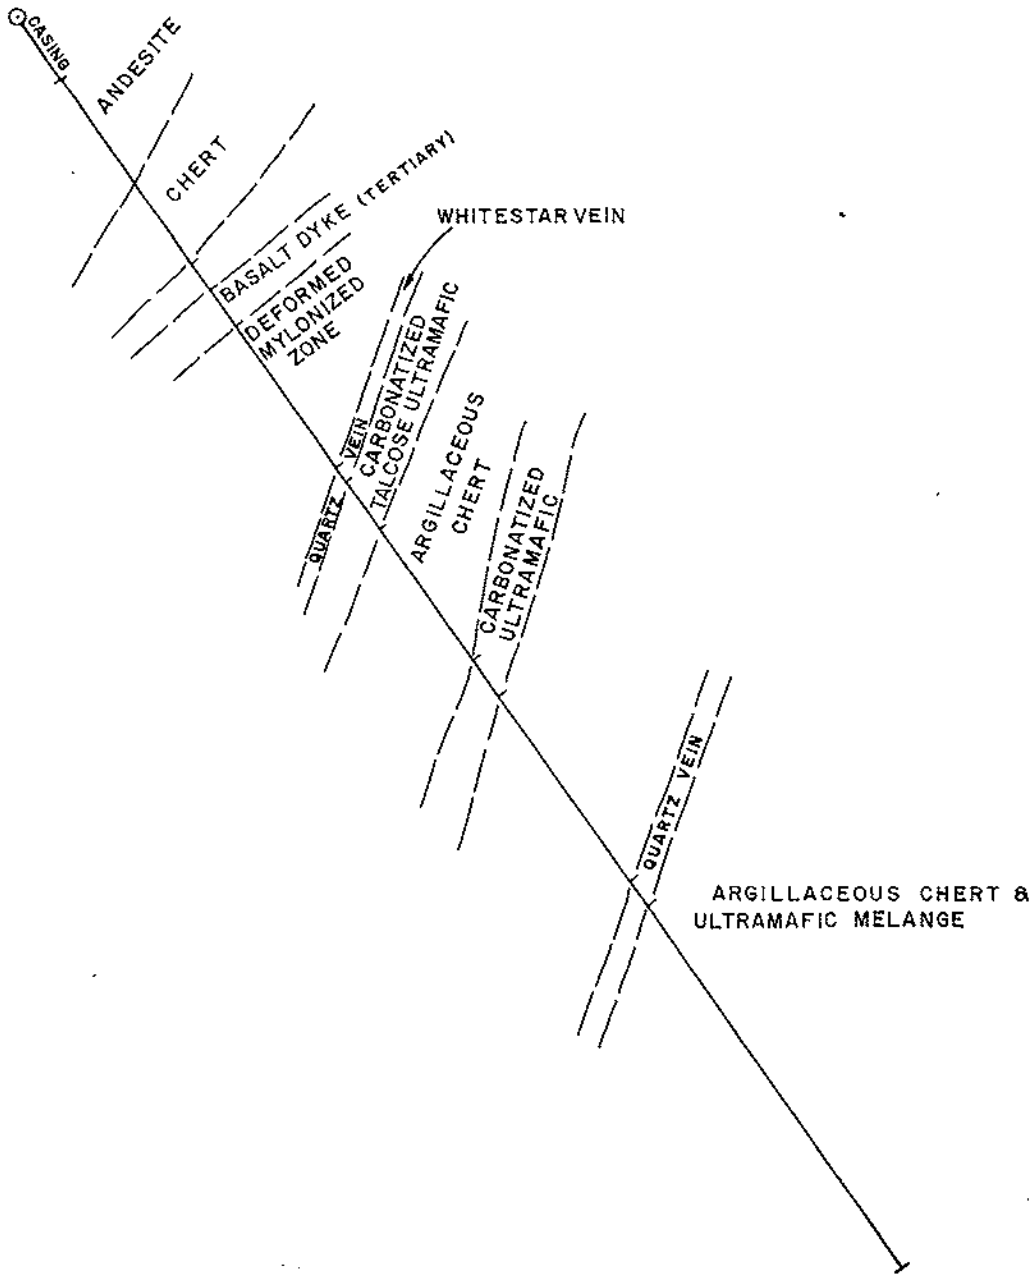 CASING
ANDESITE
CHERT
BASALT DYKE (TERTIARY)
WHITESTAR VEIN
DEFORMED
MYLONIZED
ZONE
QUARTZ VEIN
CARBONATIZED
TALCOSE ULTRAMAFIC
ARGILLACEOUS
CHERT
CARBONATIZED
ULTRAMAFIC
QUARTZ VEIN
ARGILLACEOUS CHERT &
ULTRAMAFIC MELANGE